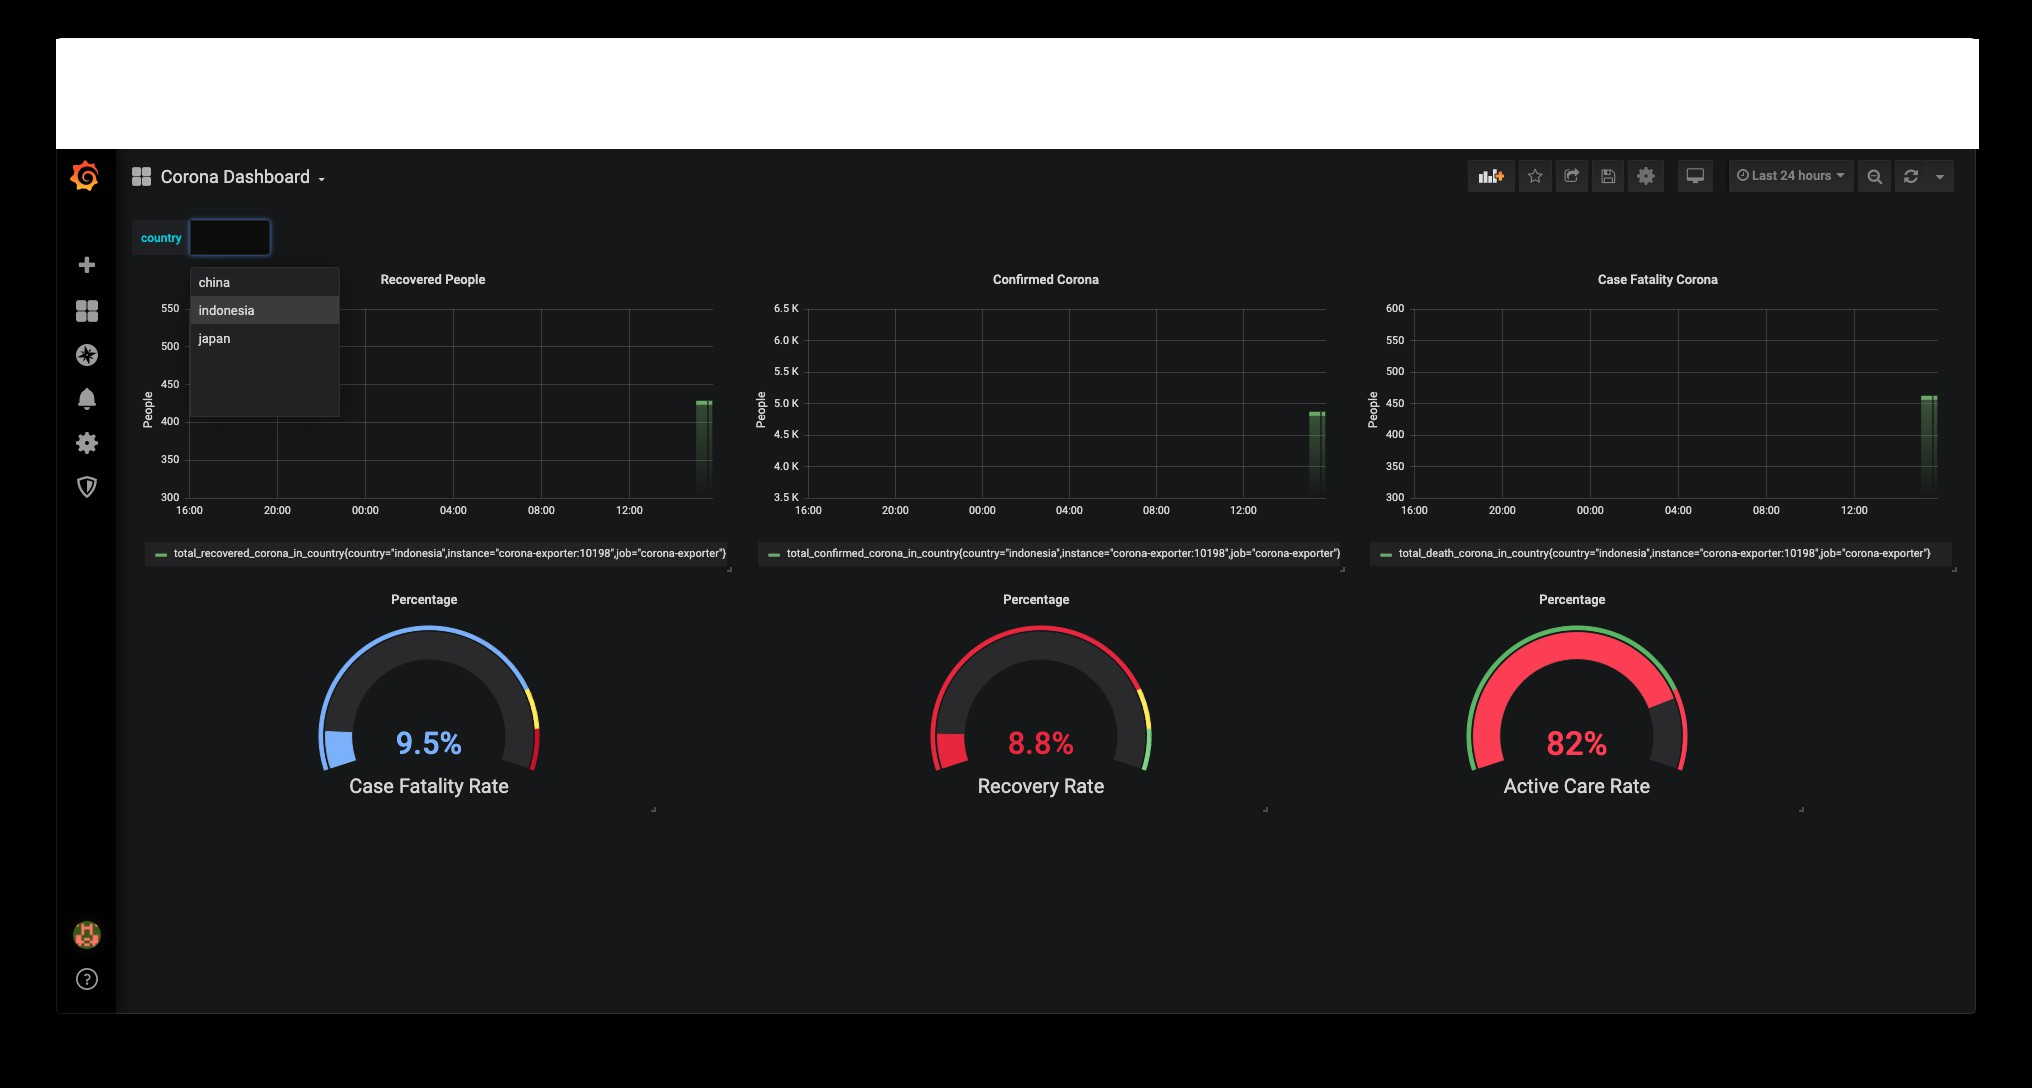 Corona Dashboard
Last 24 hours
country
china
indonesia
japan
Recovered People
People
550
500
450
400
350
300
16:00 20:00 00:00 04:00 08:00 12:00
total_recovered_corona_in_country{country="indonesia",instance="corona-exporter:10198",job="corona-exporter"}
Confirmed Corona
People
6.5 K
6.0 K
5.5 K
5.0 K
4.5 K
4.0 K
3.5 K
16:00 20:00 00:00 04:00 08:00 12:00
total_confirmed_corona_in_country{country="indonesia",instance="corona-exporter:10198",job="corona-exporter"}
Case Fatality Corona
People
600
550
500
450
400
350
300
16:00 20:00 00:00 04:00 08:00 12:00
total_death_corona_in_country{country="indonesia",instance="corona-exporter:10198",job="corona-exporter"}
Percentage
9.5%
Case Fatality Rate
Percentage
8.8%
Recovery Rate
Percentage
82%
Active Care Rate